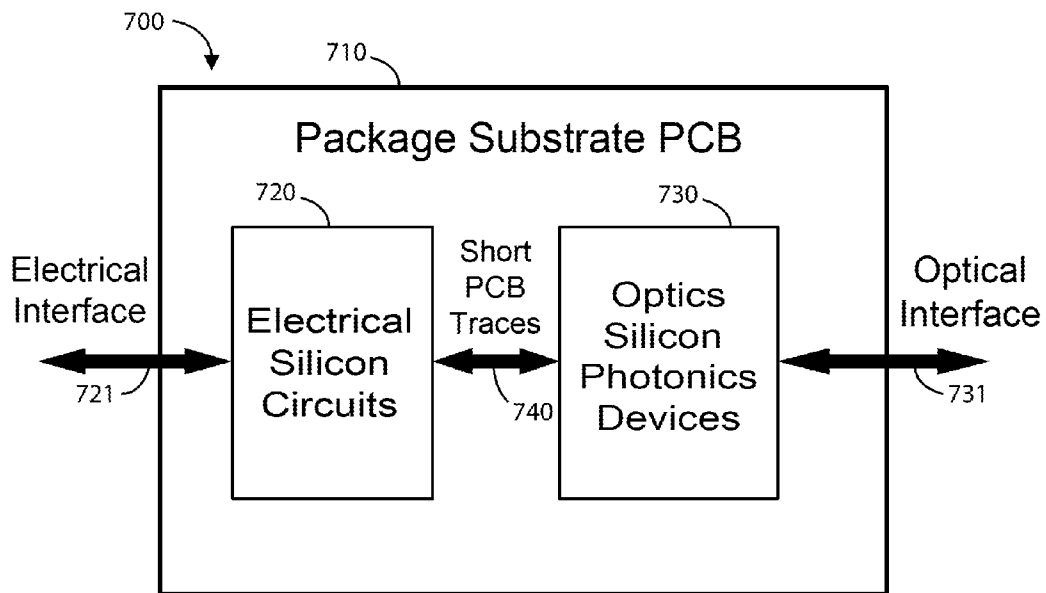 700
710
Package Substrate PCB
720
730
Electrical
Interface
721
Electrical
Silicon
Circuits
Short
PCB
Traces
740
Optics
Silicon
Photonics
Devices
Optical
Interface
731